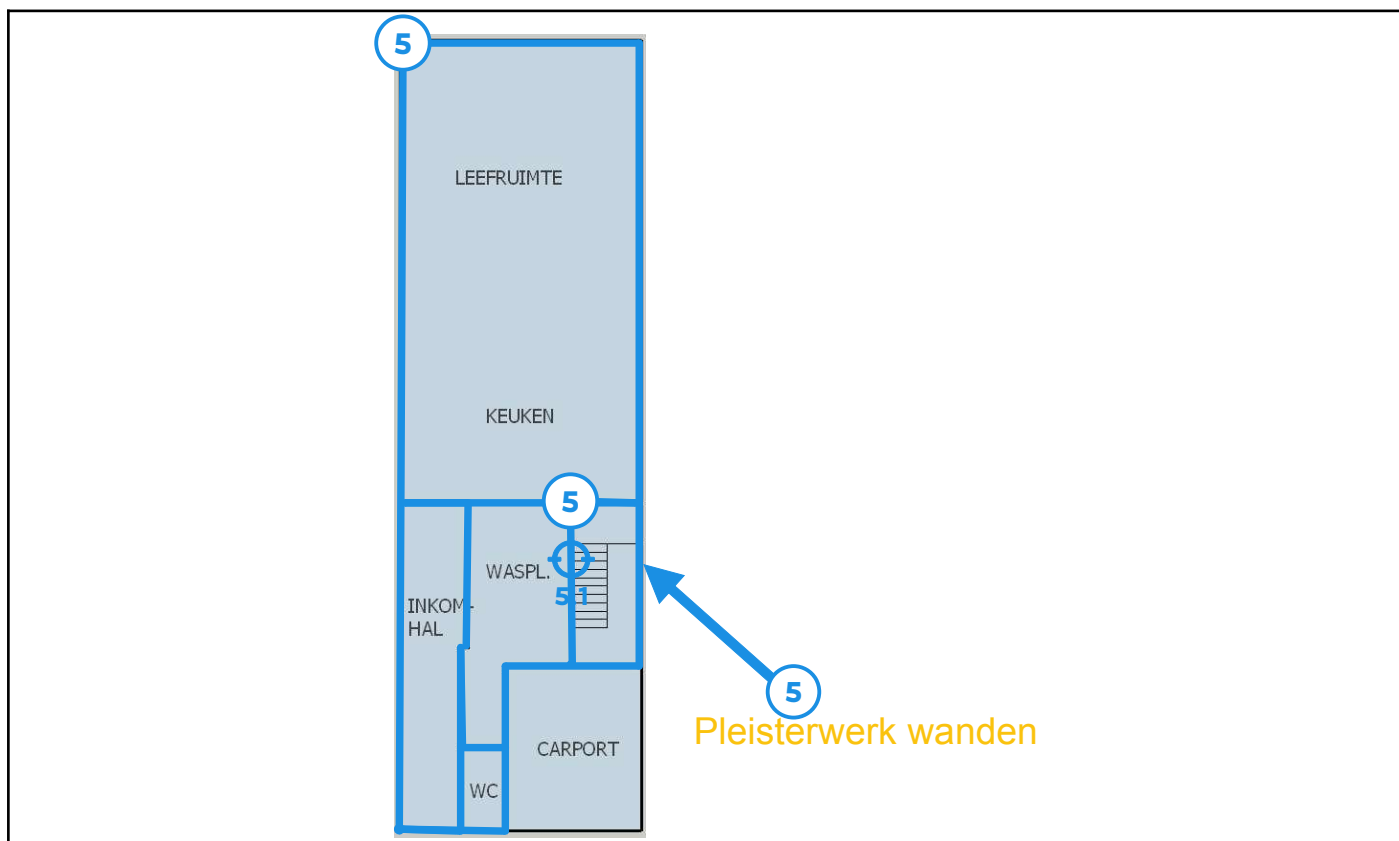 5
LEEFRUIMTE
KEUKEN
5
WASPL.
5.1
INKOM-
HAL
5
Pleisterwerk wanden
CARPORT
WC